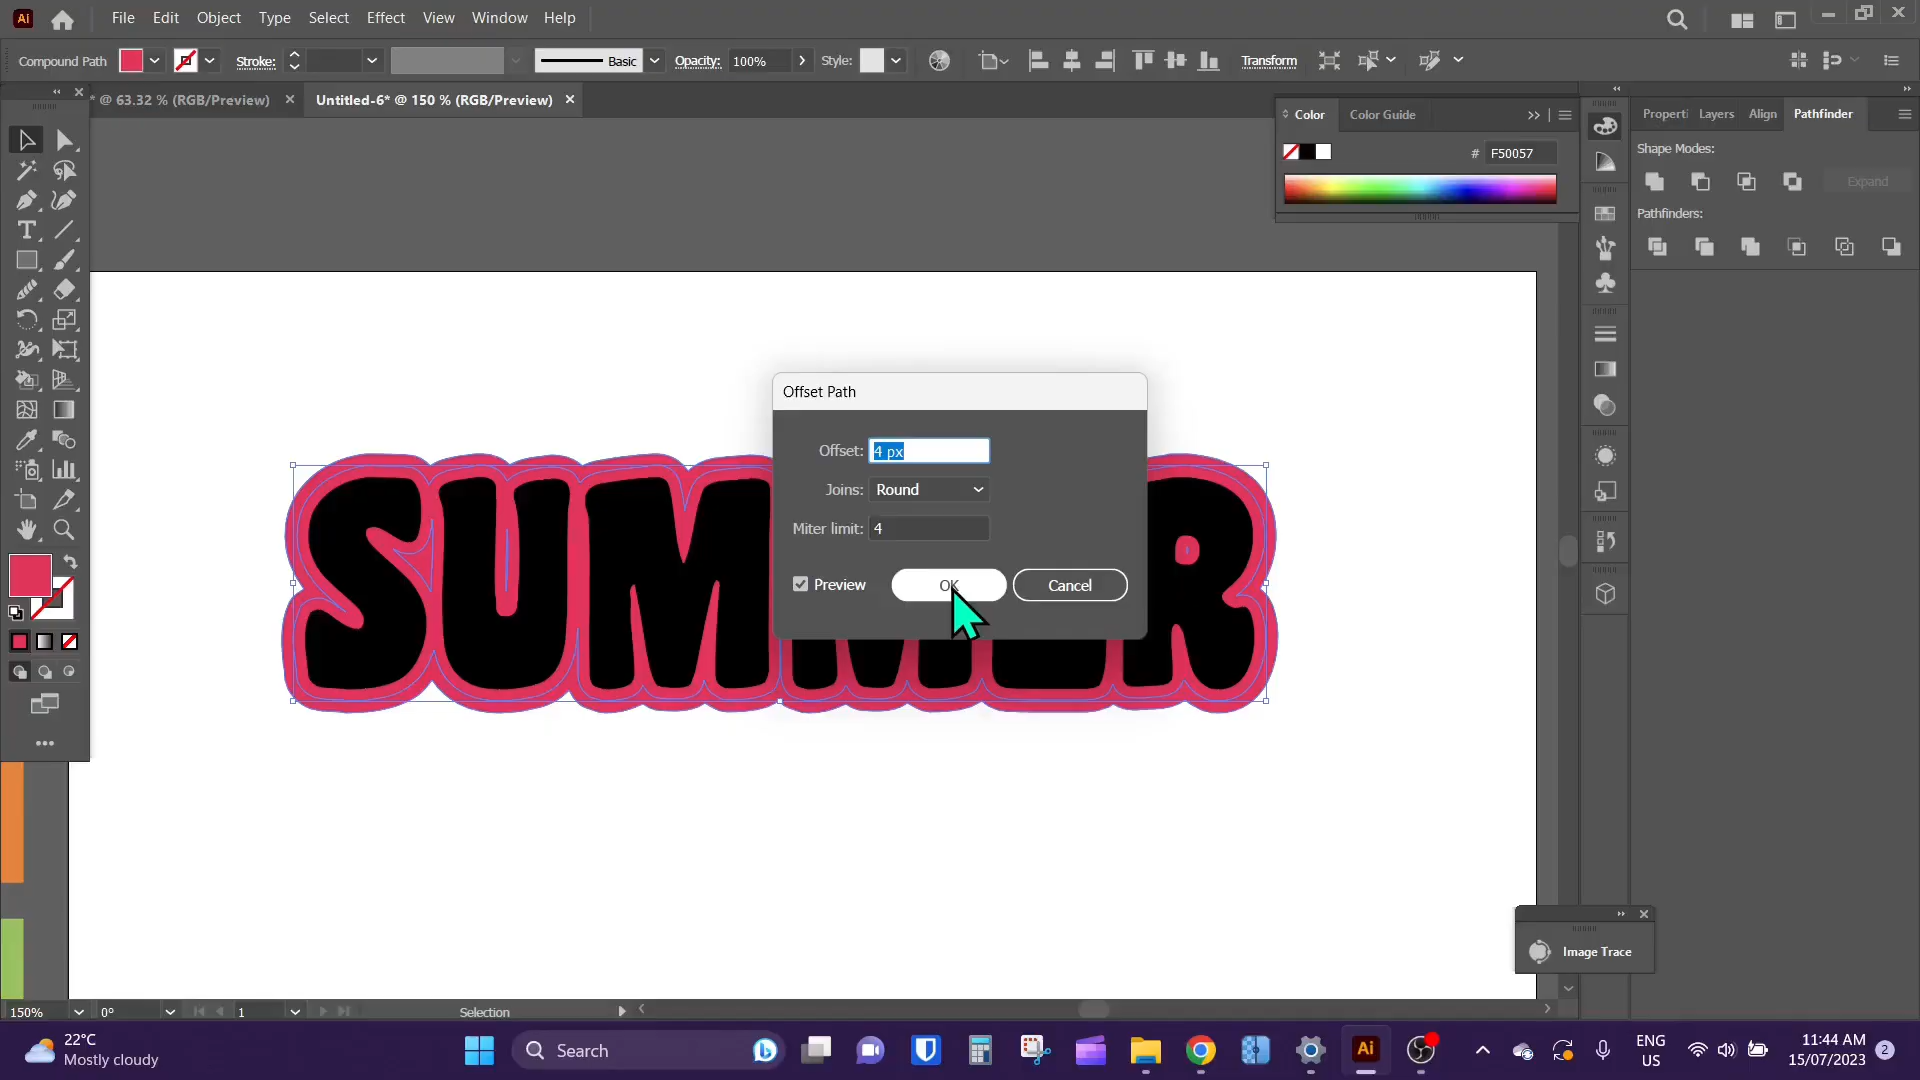 Ai File Edit Object Type Select Effect View Window Help
Compound Path Stroke: Basic Opacity: 100% Style: Transform
* @ 63.32 % (RGB/Preview) Untitled-6* @ 150 % (RGB/Preview)
Color Color Guide
# F50057
Properti Layers Align Pathfinder
Shape Modes:
Expand
Pathfinders:
Offset Path
Offset: 4 px
Joins: Round
Miter limit: 4
Preview OK Cancel
SUMMER
Image Trace
150% 0° 1 Selection
22°C
Mostly cloudy
Search
Ai
ENG
US
11:44 AM
15/07/2023
2